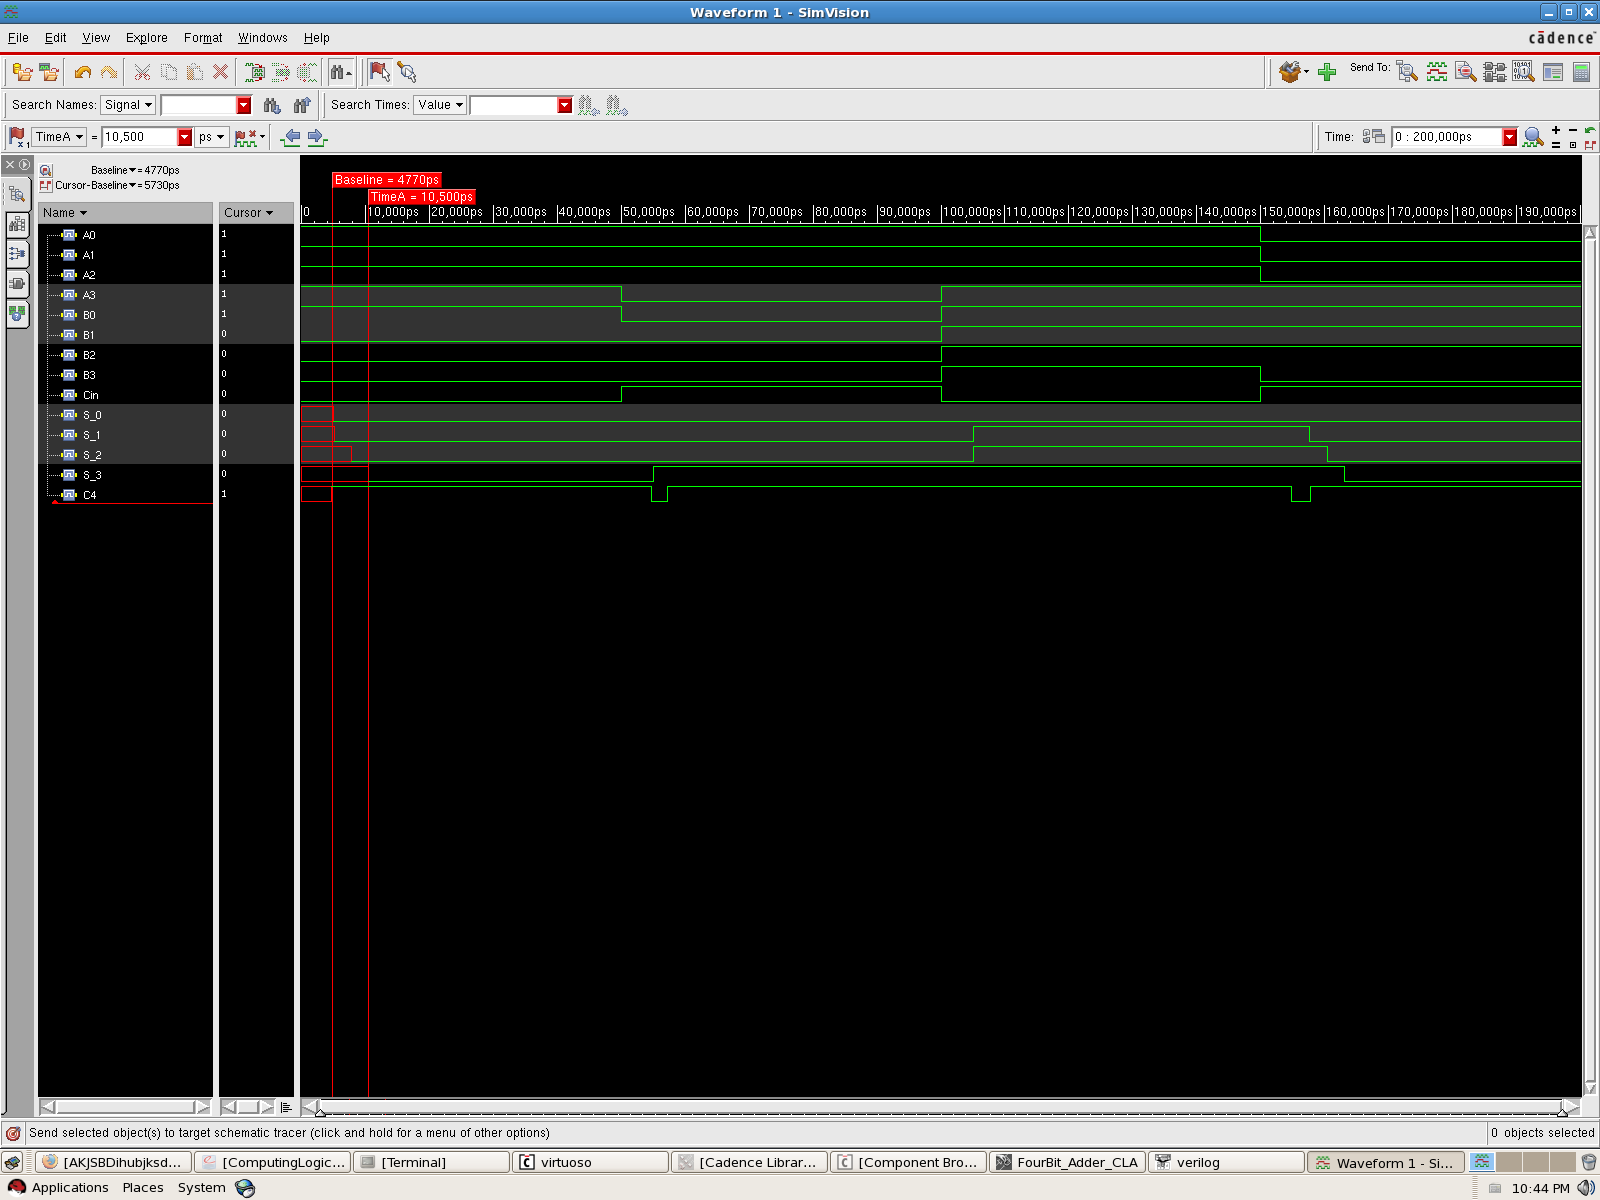 Waveform 1 - SimVision
File Edit View Explore Format Windows Help
cādence
Send To:
Search Names: Signal Search Times: Value
TimeA = 10,500 ps Time: 0 : 200,000ps
Baseline = 4770ps
Cursor-Baseline = 5730ps
Baseline = 4770ps
TimeA = 10,500ps
Name Cursor 0 10,000ps 20,000ps 30,000ps 40,000ps 50,000ps 60,000ps 70,000ps 80,000ps 90,000ps 100,000ps 110,000ps 120,000ps 130,000ps 140,000ps 150,000ps 160,000ps 170,000ps 180,000ps 190,000ps
A0 1
A1 1
A2 1
A3 1
B0 1
B1 0
B2 0
B3 0
Cin 0
S_0 0
S_1 0
S_2 0
S_3 0
C4 1
Send selected object(s) to target schematic tracer (click and hold for a menu of other options) 0 objects selected
[AKJSBDihubjksd... [ComputingLogic... [Terminal] virtuoso [Cadence Librar... [Component Bro... FourBit_Adder_CLA verilog Waveform 1 - Si...
Applications Places System 10:44 PM